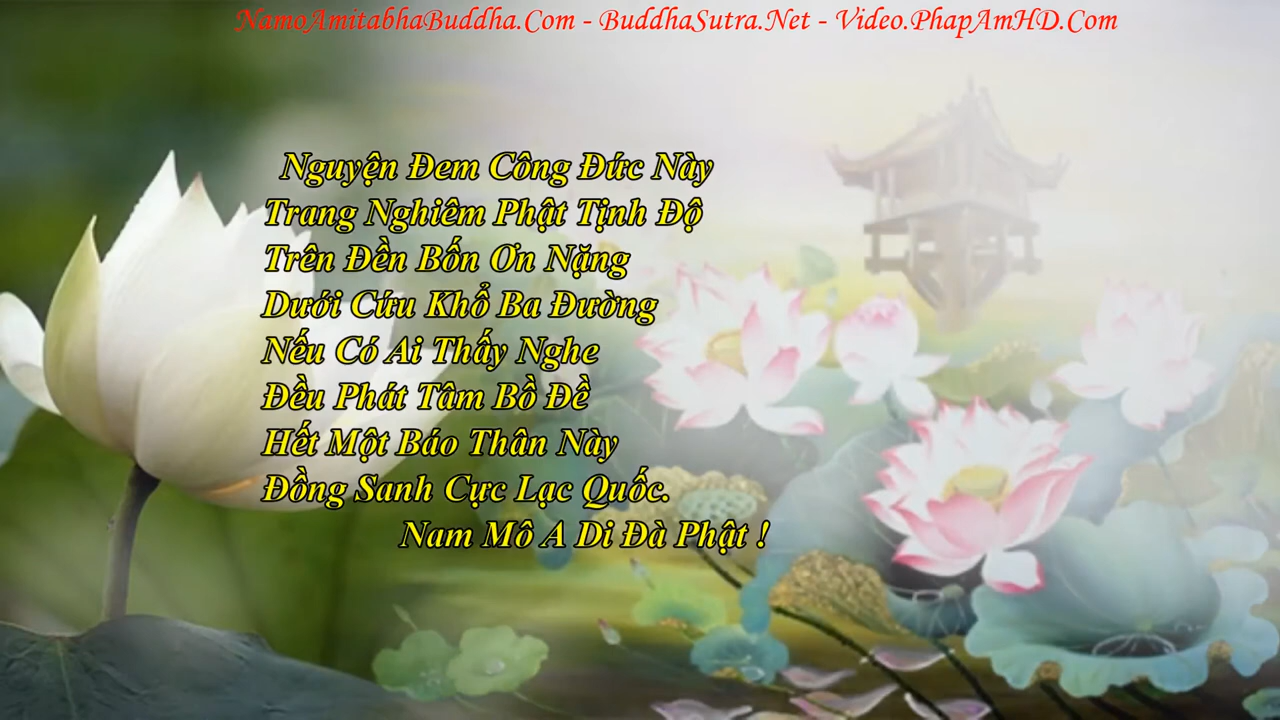 NamoAmitabhaBuddha.Com - BuddhaSutra.Net - Video.PhapAmHD.Com
Nguyện Đem Công Đức Này
Trang Nghiêm Phật Tịnh Độ
Trên Đền Bốn Ơn Nặng
Dưới Cứu Khổ Ba Đường
Nếu Có Ai Thấy Nghe
Đều Phát Tâm Bồ Đề
Hết Một Báo Thân Này
Đồng Sanh Cực Lạc Quốc.
Nam Mô A Di Đà Phật !